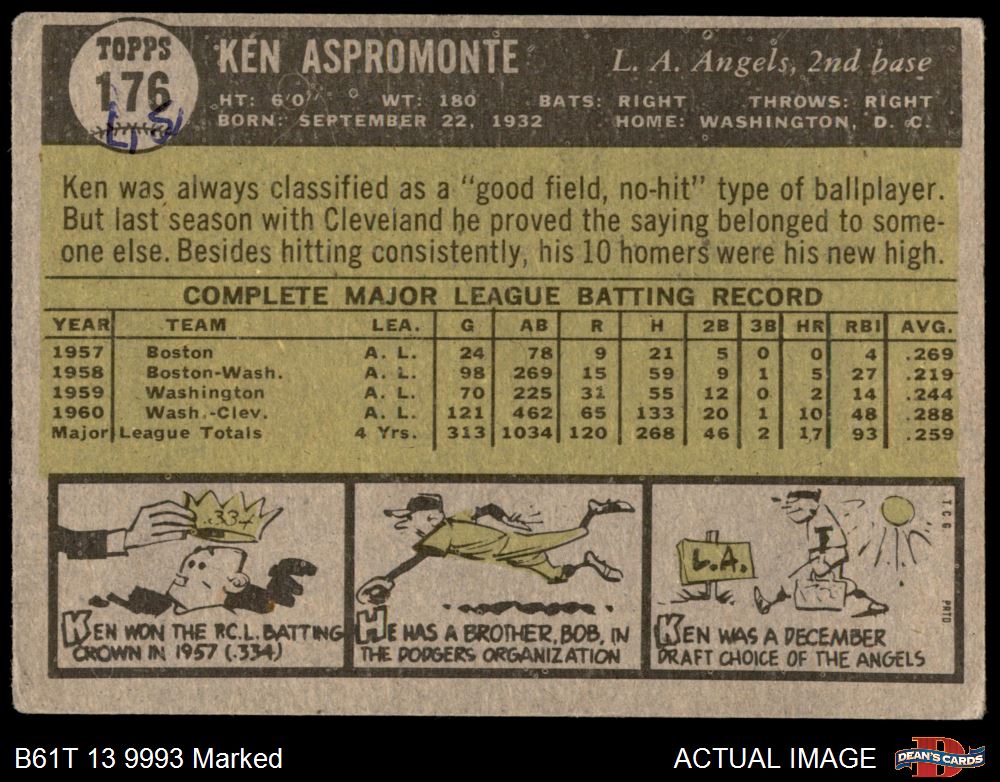 TOPPS
176
KEN ASPROMONTE
L. A. Angels, 2nd base
HT: 6'0" WT: 180 BATS: RIGHT THROWS: RIGHT
BORN: SEPTEMBER 22, 1932 HOME: WASHINGTON, D. C.
Ken was always classified as a "good field, no-hit" type of ballplayer.
But last season with Cleveland he proved the saying belonged to some-
one else. Besides hitting consistently, his 10 homers were his new high.
COMPLETE MAJOR LEAGUE BATTING RECORD
YEAR TEAM LEA. G AB R H 2B 3B HR RBI AVG.
1957 Boston A. L. 24 78 9 21 5 0 0 4 .269
1958 Boston-Wash. A. L. 98 269 15 59 9 1 5 27 .219
1959 Washington A. L. 70 225 31 55 12 0 2 14 .244
1960 Wash.-Clev. A. L. 121 462 65 133 20 1 10 48 .288
Major League Totals 4 Yrs. 313 1034 120 268 46 2 17 93 .259
.334
KEN WON THE P.C.L. BATTING
CROWN IN 1957 (.334)
HE HAS A BROTHER, BOB, IN
THE DODGERS ORGANIZATION
L.A.
KEN WAS A DECEMBER
DRAFT CHOICE OF THE ANGELS
T.C.G.
PRTD
B61T 13 9993 Marked
ACTUAL IMAGE
DEAN'S CARDS